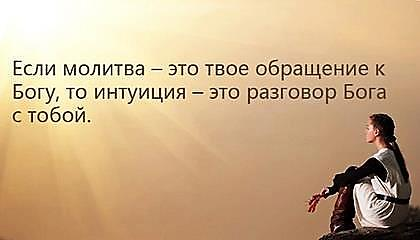 Если молитва – это твое обращение к
Богу, то интуиция – это разговор Бога
с тобой.